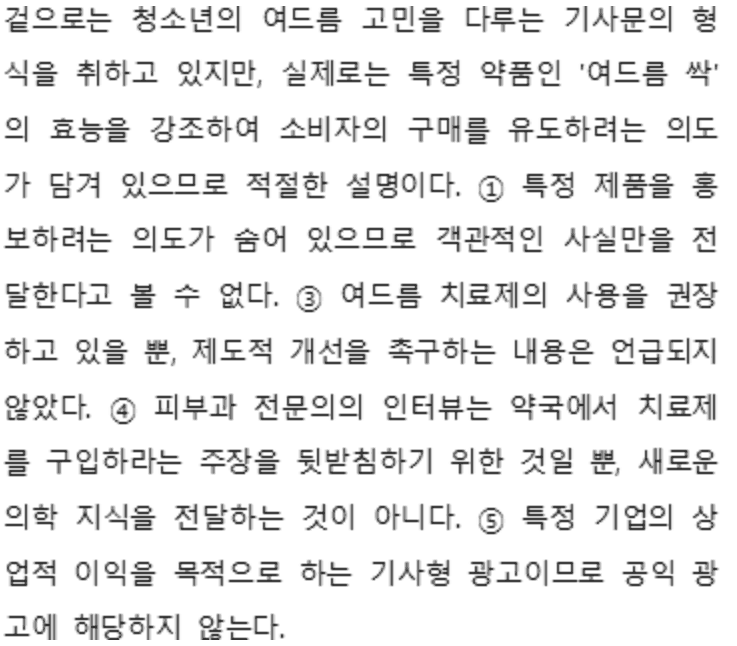 겉으로는 청소년의 여드름 고민을 다루는 기사문의 형
식을 취하고 있지만, 실제로는 특정 약품인 '여드름 싹'
의 효능을 강조하여 소비자의 구매를 유도하려는 의도
가 담겨 있으므로 적절한 설명이다. ① 특정 제품을 홍
보하려는 의도가 숨어 있으므로 객관적인 사실만을 전
달한다고 볼 수 없다. ③ 여드름 치료제의 사용을 권장
하고 있을 뿐, 제도적 개선을 촉구하는 내용은 언급되지
않았다. ④ 피부과 전문의의 인터뷰는 약국에서 치료제
를 구입하라는 주장을 뒷받침하기 위한 것일 뿐, 새로운
의학 지식을 전달하는 것이 아니다. ⑤ 특정 기업의 상
업적 이익을 목적으로 하는 기사형 광고이므로 공익 광
고에 해당하지 않는다.